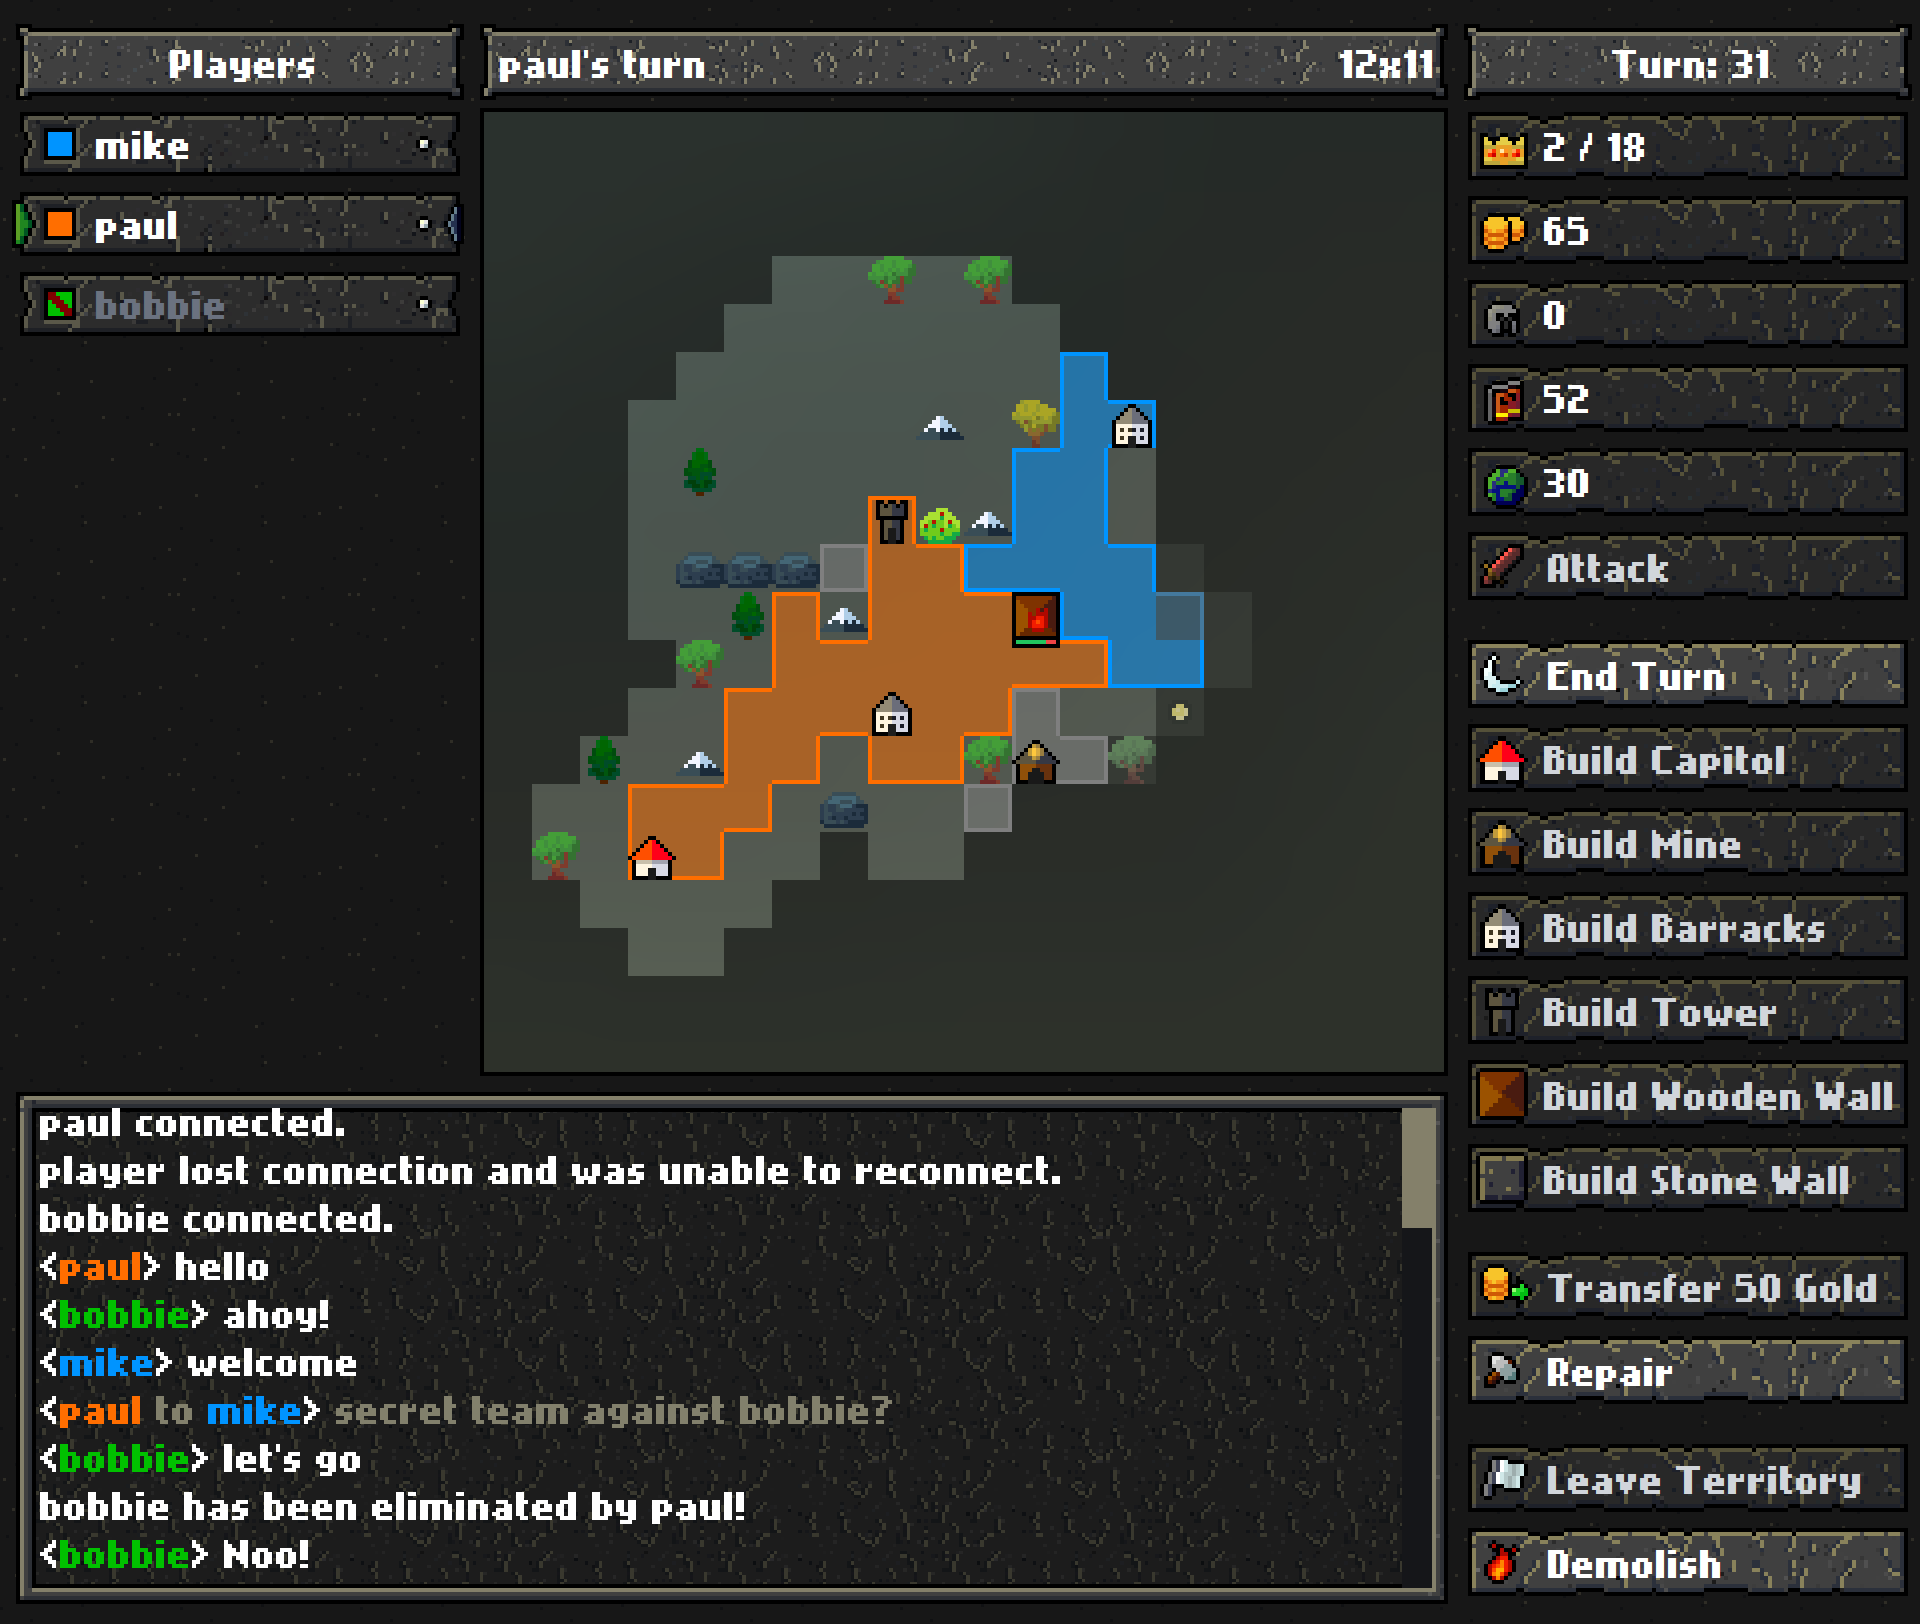 Players
mike
paul
bobbie
paul's turn
12x11
Turn: 31
2 / 18
65
0
52
30
Attack
End Turn
Build Capitol
Build Mine
Build Barracks
Build Tower
Build Wooden Wall
Build Stone Wall
Transfer 50 Gold
Repair
Leave Territory
Demolish
paul connected.
player lost connection and was unable to reconnect.
bobbie connected.
<paul> hello
<bobbie> ahoy!
<mike> welcome
<paul to mike> secret team against bobbie?
<bobbie> let's go
bobbie has been eliminated by paul!
<bobbie> Noo!